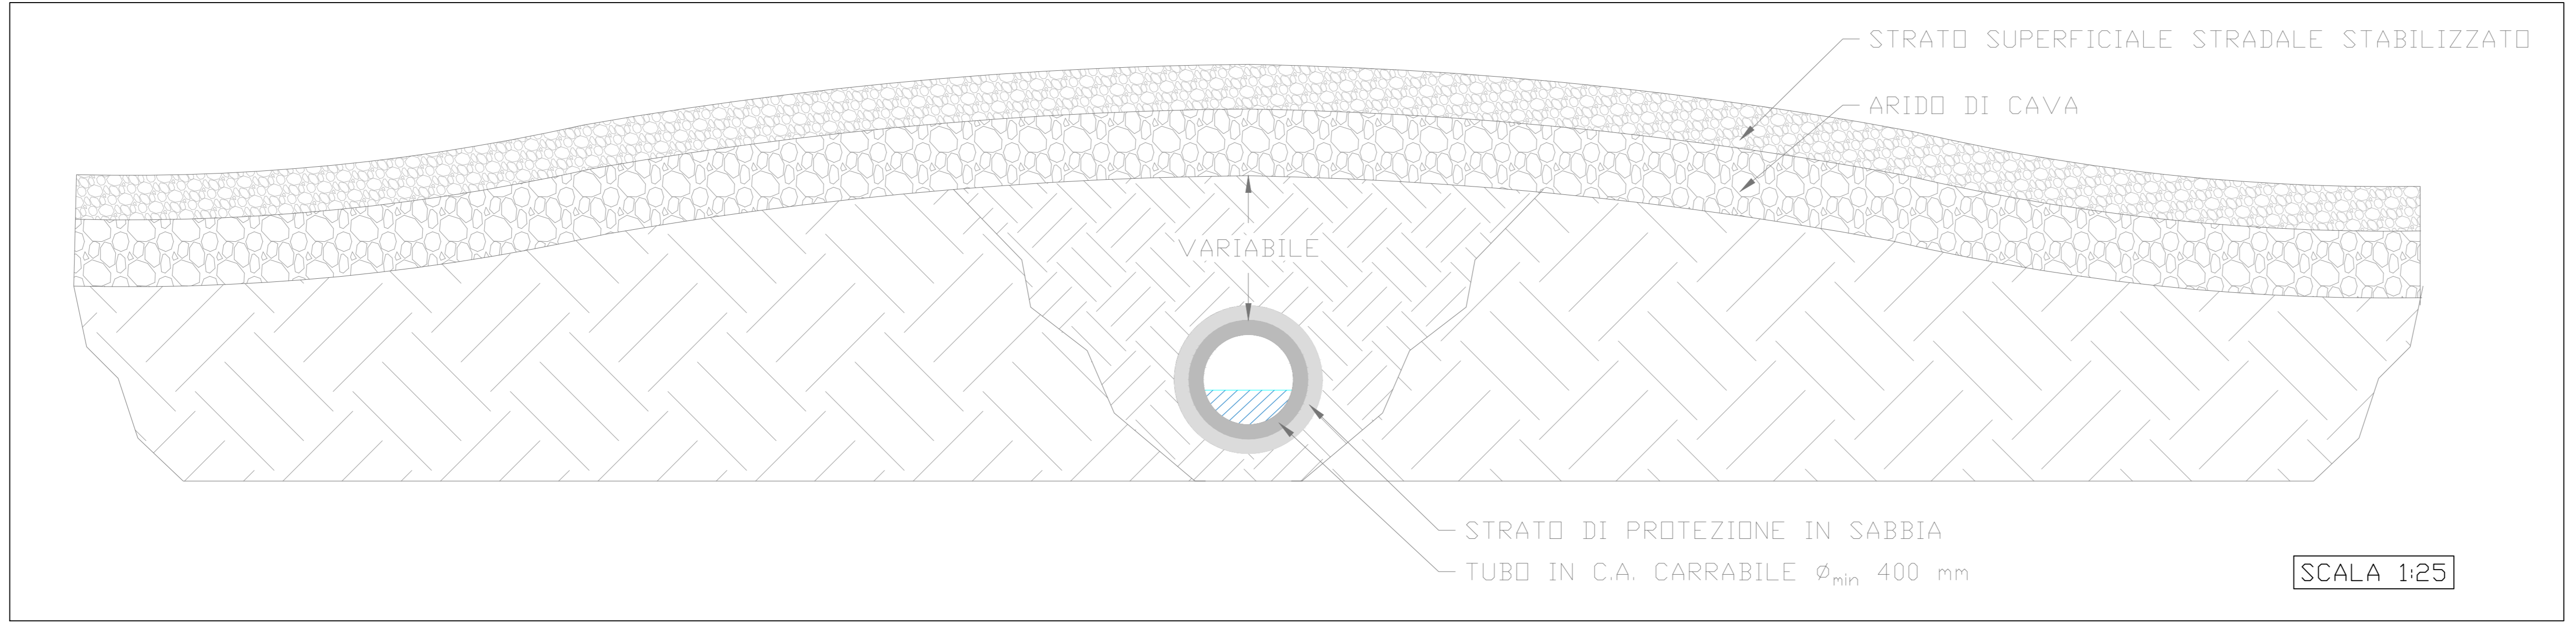 STRATO SUPERFICIALE STRADALE STABILIZZATO
ARIDO DI CAVA
VARIABILE
STRATO DI PROTEZIONE IN SABBIA
TUBO IN C.A. CARRABILE Ømin 400 mm
SCALA 1:25